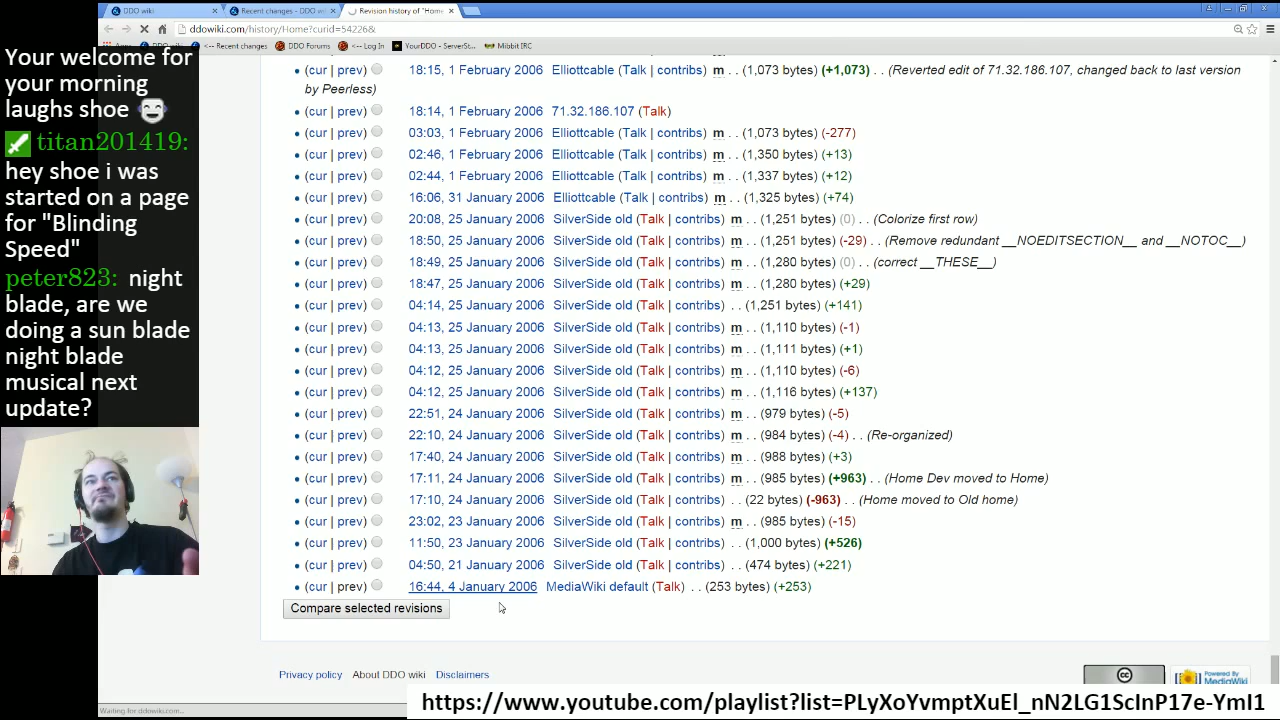 DDO wiki
Recent changes - DDO wi
Revision history of "Home
ddowiki.com/history/Home?curid=54226&
Apps
<-- Recent changes
DDO Forums
<-- Log In
YourDDO - ServerSt...
Mibbit IRC
Your welcome for
your morning
laughs shoe
titan201419:
hey shoe i was
started on a page
for "Blinding
Speed"
peter823: night
blade, are we
doing a sun blade
night blade
musical next
update?
(cur | prev) 18:15, 1 February 2006 Elliottcable (Talk | contribs) m . . (1,073 bytes) (+1,073) . . (Reverted edit of 71.32.186.107, changed back to last version
by Peerless)
(cur | prev) 18:14, 1 February 2006 71.32.186.107 (Talk)
(cur | prev) 03:03, 1 February 2006 Elliottcable (Talk | contribs) m . . (1,073 bytes) (-277)
(cur | prev) 02:46, 1 February 2006 Elliottcable (Talk | contribs) m . . (1,350 bytes) (+13)
(cur | prev) 02:44, 1 February 2006 Elliottcable (Talk | contribs) m . . (1,337 bytes) (+12)
(cur | prev) 16:06, 31 January 2006 Elliottcable (Talk | contribs) m . . (1,325 bytes) (+74)
(cur | prev) 20:08, 25 January 2006 SilverSide old (Talk | contribs) m . . (1,251 bytes) (0) . . (Colorize first row)
(cur | prev) 18:50, 25 January 2006 SilverSide old (Talk | contribs) m . . (1,251 bytes) (-29) . . (Remove redundant __NOEDITSECTION__ and __NOTOC__)
(cur | prev) 18:49, 25 January 2006 SilverSide old (Talk | contribs) m . . (1,280 bytes) (0) . . (correct __THESE__)
(cur | prev) 18:47, 25 January 2006 SilverSide old (Talk | contribs) m . . (1,280 bytes) (+29)
(cur | prev) 04:14, 25 January 2006 SilverSide old (Talk | contribs) . . (1,251 bytes) (+141)
(cur | prev) 04:13, 25 January 2006 SilverSide old (Talk | contribs) m . . (1,110 bytes) (-1)
(cur | prev) 04:13, 25 January 2006 SilverSide old (Talk | contribs) m . . (1,111 bytes) (+1)
(cur | prev) 04:12, 25 January 2006 SilverSide old (Talk | contribs) m . . (1,110 bytes) (-6)
(cur | prev) 04:12, 25 January 2006 SilverSide old (Talk | contribs) m . . (1,116 bytes) (+137)
(cur | prev) 22:51, 24 January 2006 SilverSide old (Talk | contribs) m . . (979 bytes) (-5)
(cur | prev) 22:10, 24 January 2006 SilverSide old (Talk | contribs) m . . (984 bytes) (-4) . . (Re-organized)
(cur | prev) 17:40, 24 January 2006 SilverSide old (Talk | contribs) m . . (988 bytes) (+3)
(cur | prev) 17:11, 24 January 2006 SilverSide old (Talk | contribs) m . . (985 bytes) (+963) . . (Home Dev moved to Home)
(cur | prev) 17:10, 24 January 2006 SilverSide old (Talk | contribs) . . (22 bytes) (-963) . . (Home moved to Old home)
(cur | prev) 23:02, 23 January 2006 SilverSide old (Talk | contribs) m . . (985 bytes) (-15)
(cur | prev) 11:50, 23 January 2006 SilverSide old (Talk | contribs) . . (1,000 bytes) (+526)
(cur | prev) 04:50, 21 January 2006 SilverSide old (Talk | contribs) . . (474 bytes) (+221)
(cur | prev) 16:44, 4 January 2006 MediaWiki default (Talk) . . (253 bytes) (+253)
Compare selected revisions
Privacy policy About DDO wiki Disclaimers
cc
Powered By
MediaWiki
Waiting for ddowiki.com...
https://www.youtube.com/playlist?list=PLyXoYvmptXuEl_nN2LG1ScInP17e-YmI1